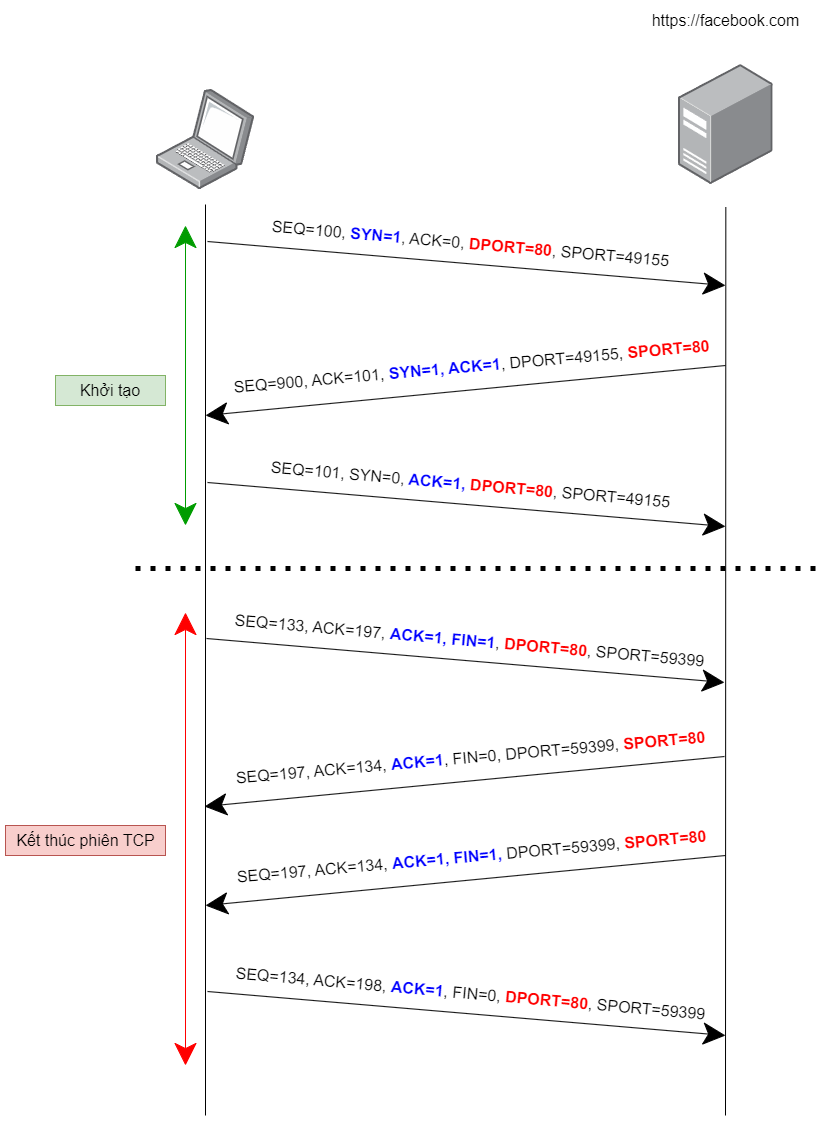 https://facebook.com
SEQ=100, SYN=1, ACK=0, DPORT=80, SPORT=49155
SEQ=900, ACK=101, SYN=1, ACK=1, DPORT=49155, SPORT=80
Khởi tạo
SEQ=101, SYN=0, ACK=1, DPORT=80, SPORT=49155
SEQ=133, ACK=197, ACK=1, FIN=1, DPORT=80, SPORT=59399
SEQ=197, ACK=134, ACK=1, FIN=0, DPORT=59399, SPORT=80
Kết thúc phiên TCP
SEQ=197, ACK=134, ACK=1, FIN=1, DPORT=59399, SPORT=80
SEQ=134, ACK=198, ACK=1, FIN=0, DPORT=80, SPORT=59399